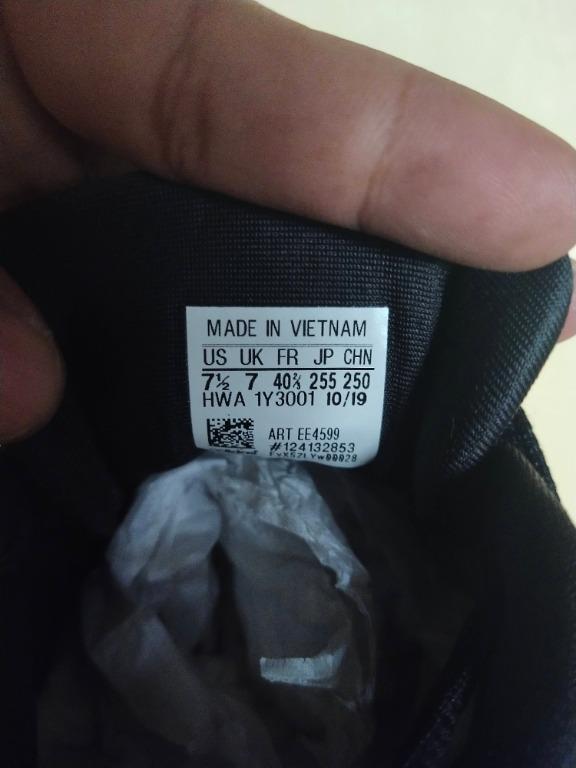 MADE IN VIETNAM
US UK FR JP CHN
7½ 7 40⅔ 255 250
HWA 1Y3001 10/19
ART EE4599
#124132853